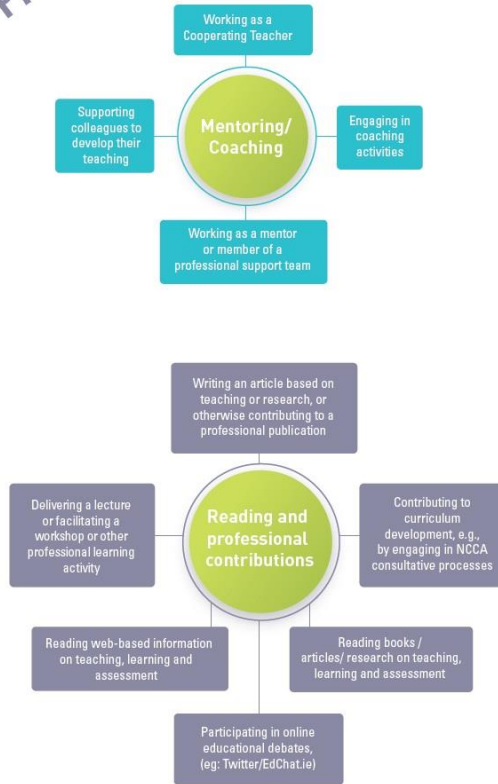 Working as a
Cooperating Teacher
Supporting
colleagues to
develop their
teaching
Mentoring/
Coaching
Engaging in
coaching
activities
Working as a mentor
or member of a
professional support team
Writing an article based on
teaching or research, or
otherwise contributing to a
professional publication
Delivering a lecture
or facilitating a
workshop or other
professional learning
activity
Reading and
professional
contributions
Contributing to
curriculum
development, e.g.,
by engaging in NCCA
consultative processes
Reading web-based information
on teaching, learning and
assessment
Reading books /
articles/ research on teaching,
learning and assessment
Participating in online
educational debates,
(eg: Twitter/EdChat.ie)